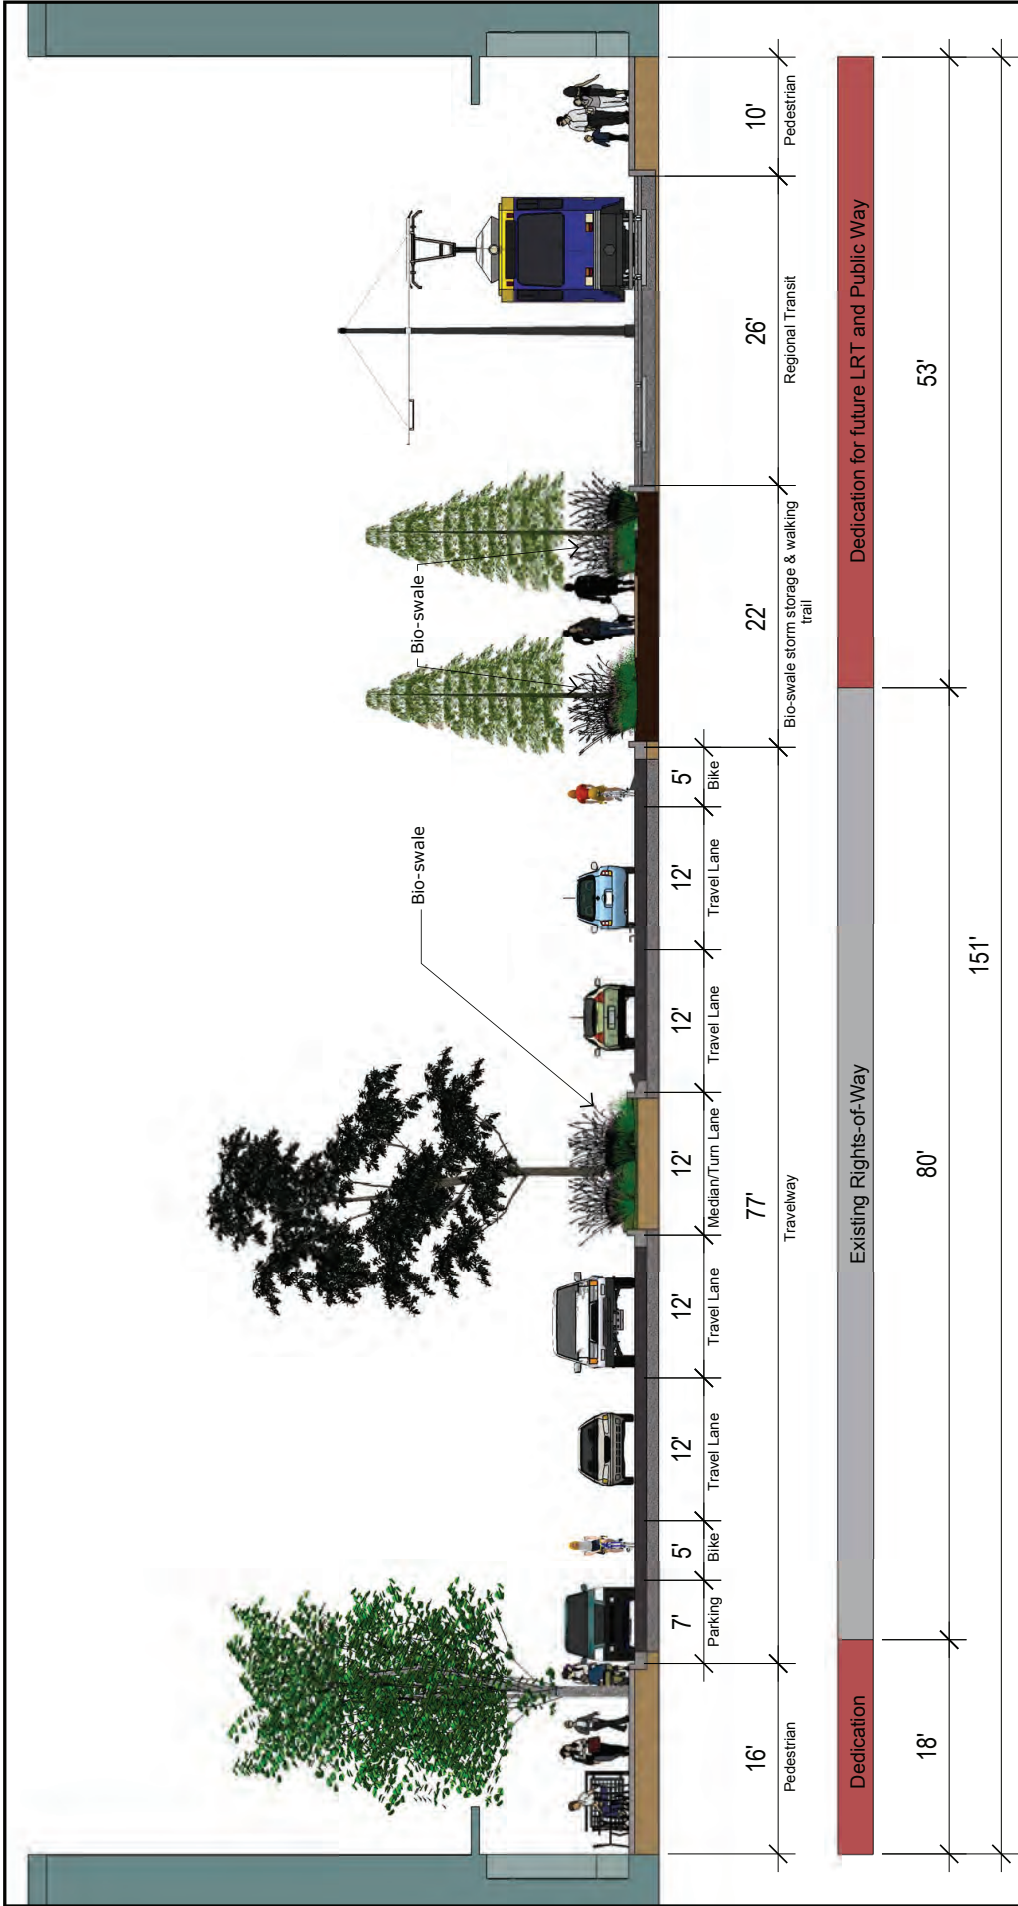 Bio-swale
Bio-swale
7'
5'
12'
12'
12'
12'
12'
5'
Parking
Bike
Travel Lane
Travel Lane
Median/Turn Lane
Travel Lane
Travel Lane
Bike
16'
77'
22'
26'
10'
Pedestrian
Travelway
Bio-swale storm storage & walking
trail
Regional Transit
Pedestrian
Dedication
Existing Rights-of-Way
Dedication for future LRT and Public Way
18'
80'
53'
151'